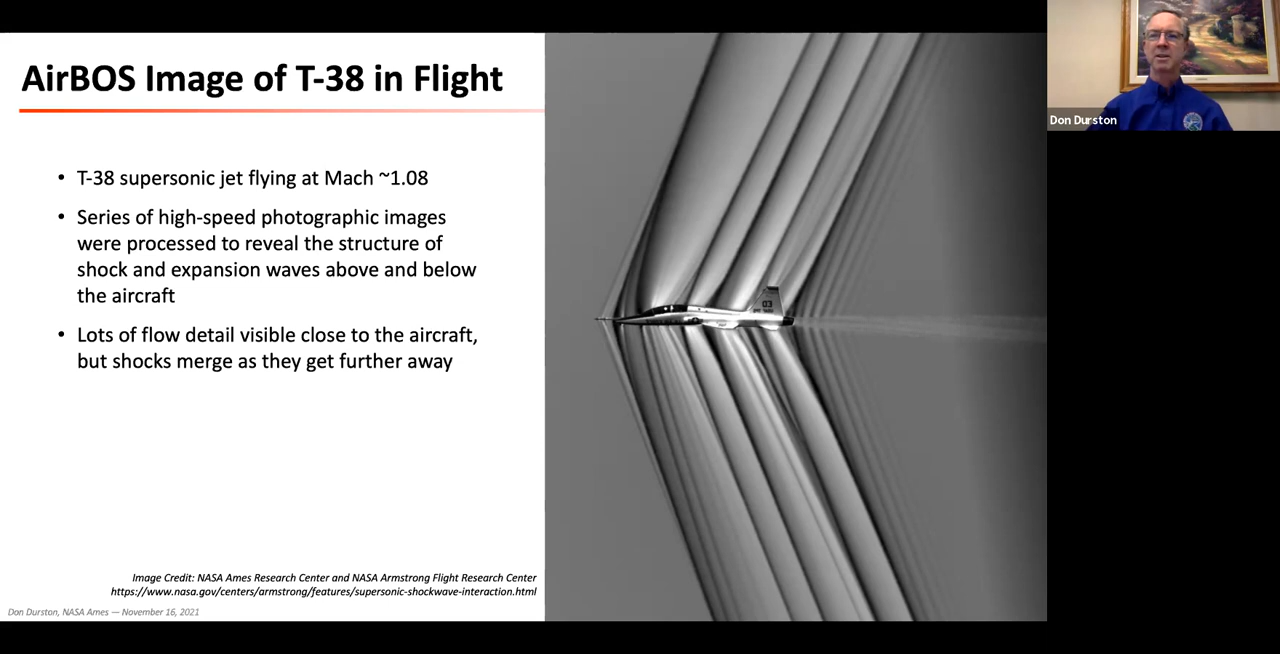 AirBOS Image of T-38 in Flight
• T-38 supersonic jet flying at Mach ~1.08
• Series of high-speed photographic images
were processed to reveal the structure of
shock and expansion waves above and below
the aircraft
• Lots of flow detail visible close to the aircraft,
but shocks merge as they get further away
Image Credit: NASA Ames Research Center and NASA Armstrong Flight Research Center
https://www.nasa.gov/centers/armstrong/features/supersonic-shockwave-interaction.html
Don Durston, NASA Ames — November 16, 2021
03
Don Durston